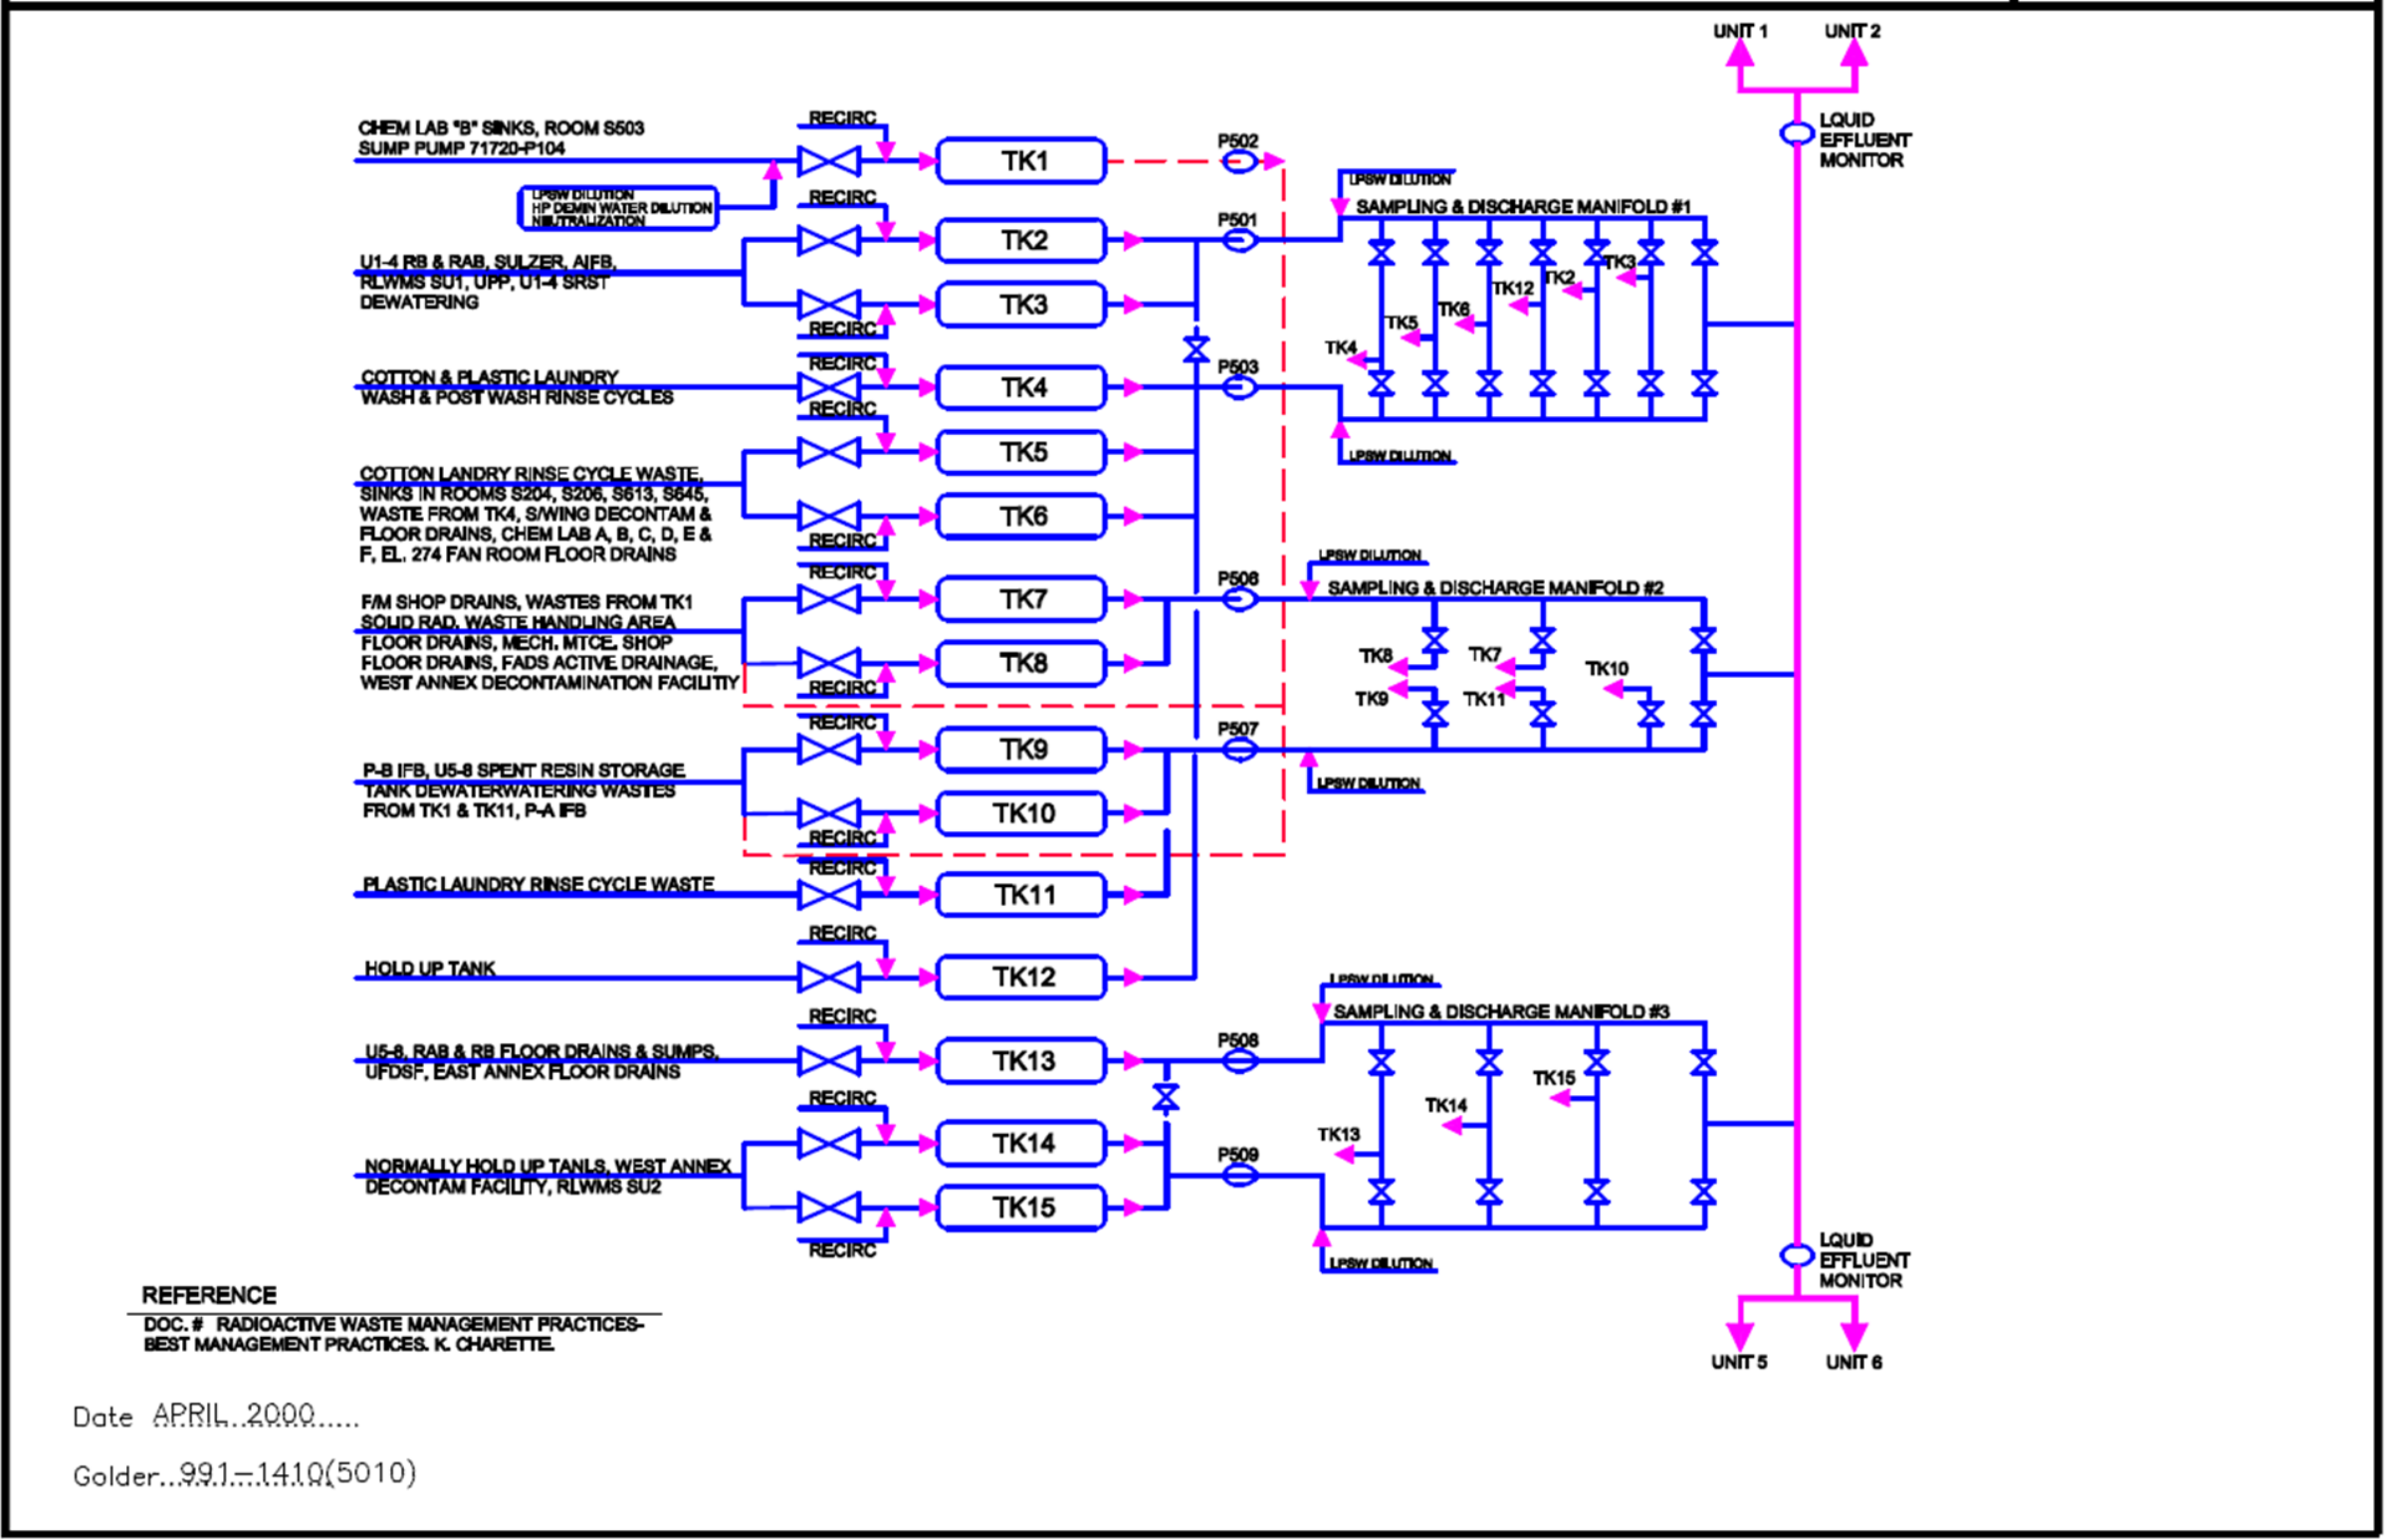 UNIT 1
UNIT 2
LQUID
EFFLUENT
MONITOR
CHEM LAB "B" SINKS, ROOM S503
SUMP PUMP 71720-P104
RECIRC
TK1
P502
LPSW DILUTION
HP DEMIN WATER DILUTION
NEUTRALIZATION
RECIRC
TK2
P501
LPSW DILUTION
SAMPLING & DISCHARGE MANIFOLD #1
U1-4 RB & RAB, SULZER, AIFB,
RLWMS SU1, UPP, U1-4 SRST
DEWATERING
TK3
RECIRC
TK3
TK2
TK12
TK6
TK5
TK4
COTTON & PLASTIC LAUNDRY
WASH & POST WASH RINSE CYCLES
RECIRC
TK4
P503
RECIRC
TK5
LPSW DILUTION
COTTON LANDRY RINSE CYCLE WASTE,
SINKS IN ROOMS S204, S206, S613, S645,
WASTE FROM TK4, S/WING DECONTAM &
FLOOR DRAINS, CHEM LAB A, B, C, D, E &
F, EL. 274 FAN ROOM FLOOR DRAINS
TK6
RECIRC
RECIRC
TK7
P506
LPSW DILUTION
SAMPLING & DISCHARGE MANIFOLD #2
F/M SHOP DRAINS, WASTES FROM TK1
SOLID RAD. WASTE HANDLING AREA
FLOOR DRAINS, MECH. MTCE. SHOP
FLOOR DRAINS, FADS ACTIVE DRAINAGE,
WEST ANNEX DECONTAMINATION FACILITIY
TK8
RECIRC
TK8
TK7
TK10
TK9
TK11
RECIRC
TK9
P507
LPSW DILUTION
P-B IFB, U5-8 SPENT RESIN STORAGE
TANK DEWATERWATERING WASTES
FROM TK1 & TK11, P-A IFB
TK10
RECIRC
RECIRC
PLASTIC LAUNDRY RINSE CYCLE WASTE
TK11
RECIRC
HOLD UP TANK
TK12
LPSW DILUTION
SAMPLING & DISCHARGE MANIFOLD #3
RECIRC
U5-8, RAB & RB FLOOR DRAINS & SUMPS,
UFDSF, EAST ANNEX FLOOR DRAINS
TK13
P508
TK15
TK14
TK13
RECIRC
TK14
NORMALLY HOLD UP TANLS, WEST ANNEX
DECONTAM FACILITY, RLWMS SU2
P509
TK15
RECIRC
LPSW DILUTION
LQUID
EFFLUENT
MONITOR
UNIT 5
UNIT 6
REFERENCE
DOC. # RADIOACTIVE WASTE MANAGEMENT PRACTICES-
BEST MANAGEMENT PRACTICES. K. CHARETTE.
Date APRIL 2000
Golder 991-1410(5010)